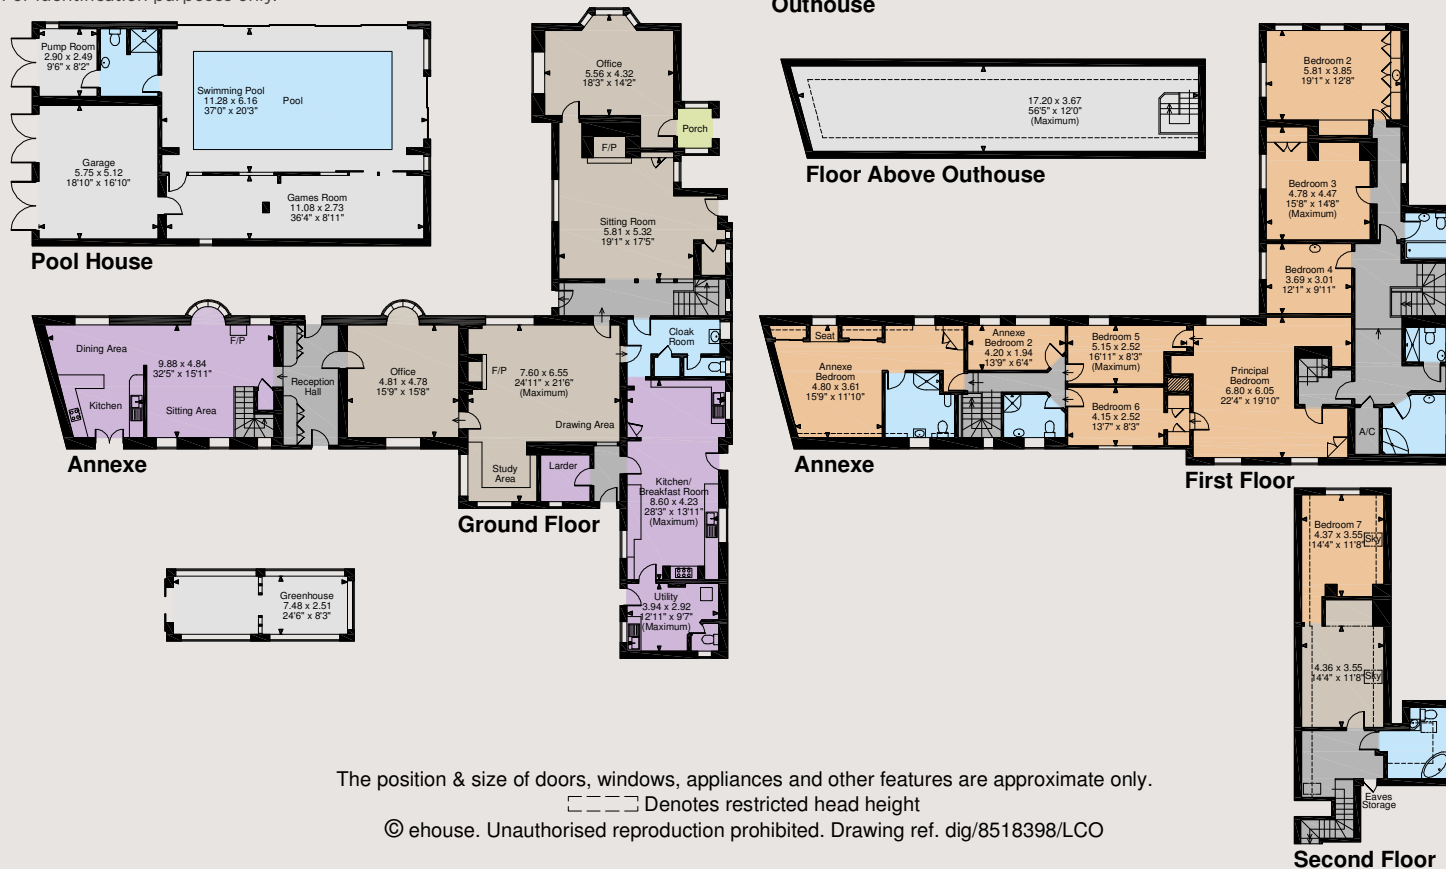 For identification purposes only.
Outhouse
Pump Room
2.90 x 2.49
9'6" x 8'2"
Swimming Pool
11.28 x 6.16
37'0" x 20'3"
Pool
Garage
5.75 x 5.12
18'10" x 16'10"
Games Room
11.08 x 2.73
36'4" x 8'11"
Pool House
Office
5.56 x 4.32
18'3" x 14'2"
Porch
F/P
Sitting Room
5.81 x 5.32
19'1" x 17'5"
17.20 x 3.67
56'5" x 12'0"
(Maximum)
Floor Above Outhouse
Bedroom 2
5.81 x 3.85
19'1" x 12'8"
Bedroom 3
4.78 x 4.47
15'8" x 14'8"
(Maximum)
Bedroom 4
3.69 x 3.01
12'1" x 9'11"
Dining Area
F/P
9.88 x 4.84
32'5" x 15'11"
Kitchen
Sitting Area
Reception
Hall
Annexe
Office
4.81 x 4.78
15'9" x 15'8"
F/P
7.60 x 6.55
24'11" x 21'6"
(Maximum)
Drawing Area
Cloak
Room
Study
Area
Larder
Kitchen/
Breakfast Room
8.60 x 4.23
28'3" x 13'11"
(Maximum)
Ground Floor
Utility
3.94 x 2.92
12'11" x 9'7"
(Maximum)
Greenhouse
7.48 x 2.51
24'6" x 8'3"
Seat
Annexe
Bedroom
4.80 x 3.61
15'9" x 11'10"
Annexe
Bedroom 2
4.20 x 1.94
13'9" x 6'4"
Bedroom 5
5.15 x 2.52
16'11" x 8'3"
(Maximum)
Bedroom 6
4.15 x 2.52
13'7" x 8'3"
Principal
Bedroom
6.80 x 6.05
22'4" x 19'10"
A/C
Annexe
First Floor
Bedroom 7
4.37 x 3.55
14'4" x 11'8"
Sky
4.36 x 3.55
14'4" x 11'8"
Sky
Eaves
Storage
Second Floor
The position & size of doors, windows, appliances and other features are approximate only.
Denotes restricted head height
© ehouse. Unauthorised reproduction prohibited. Drawing ref. dig/8518398/LCO